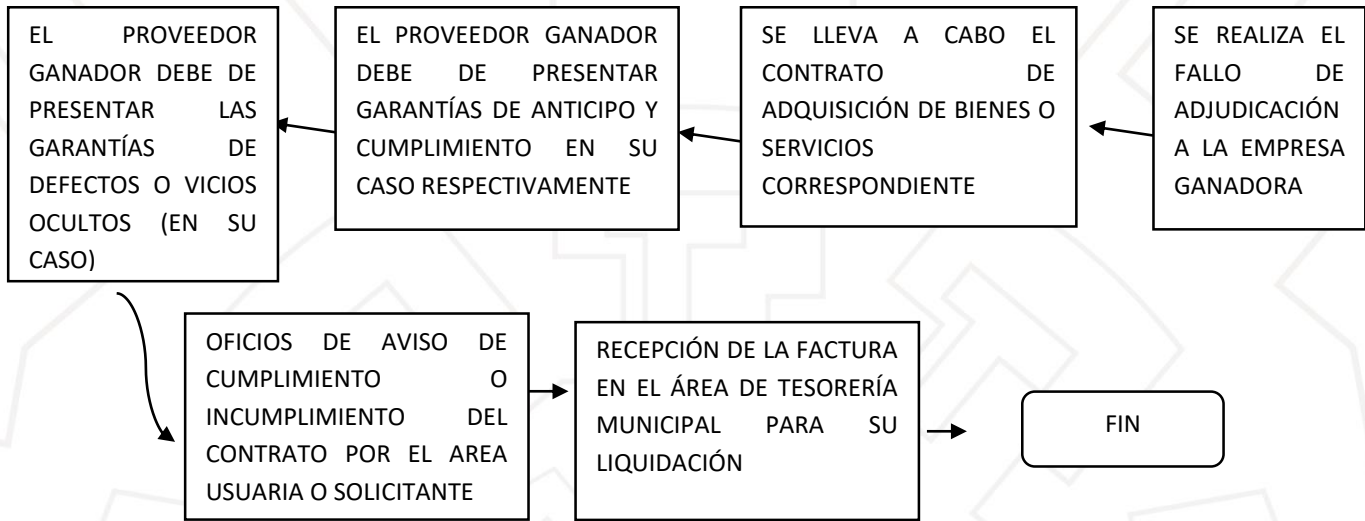 EL PROVEEDOR
GANADOR DEBE DE
PRESENTAR LAS
GARANTÍAS DE
DEFECTOS O VICIOS
OCULTOS (EN SU
CASO)
EL PROVEEDOR GANADOR
DEBE DE PRESENTAR
GARANTÍAS DE ANTICIPO Y
CUMPLIMIENTO EN SU
CASO RESPECTIVAMENTE
SE LLEVA A CABO EL
CONTRATO DE
ADQUISICIÓN DE BIENES O
SERVICIOS
CORRESPONDIENTE
SE REALIZA EL
FALLO DE
ADJUDICACIÓN
A LA EMPRESA
GANADORA
OFICIOS DE AVISO DE
CUMPLIMIENTO O
INCUMPLIMIENTO DEL
CONTRATO POR EL AREA
USUARIA O SOLICITANTE
RECEPCIÓN DE LA FACTURA
EN EL ÁREA DE TESORERÍA
MUNICIPAL PARA SU
LIQUIDACIÓN
FIN